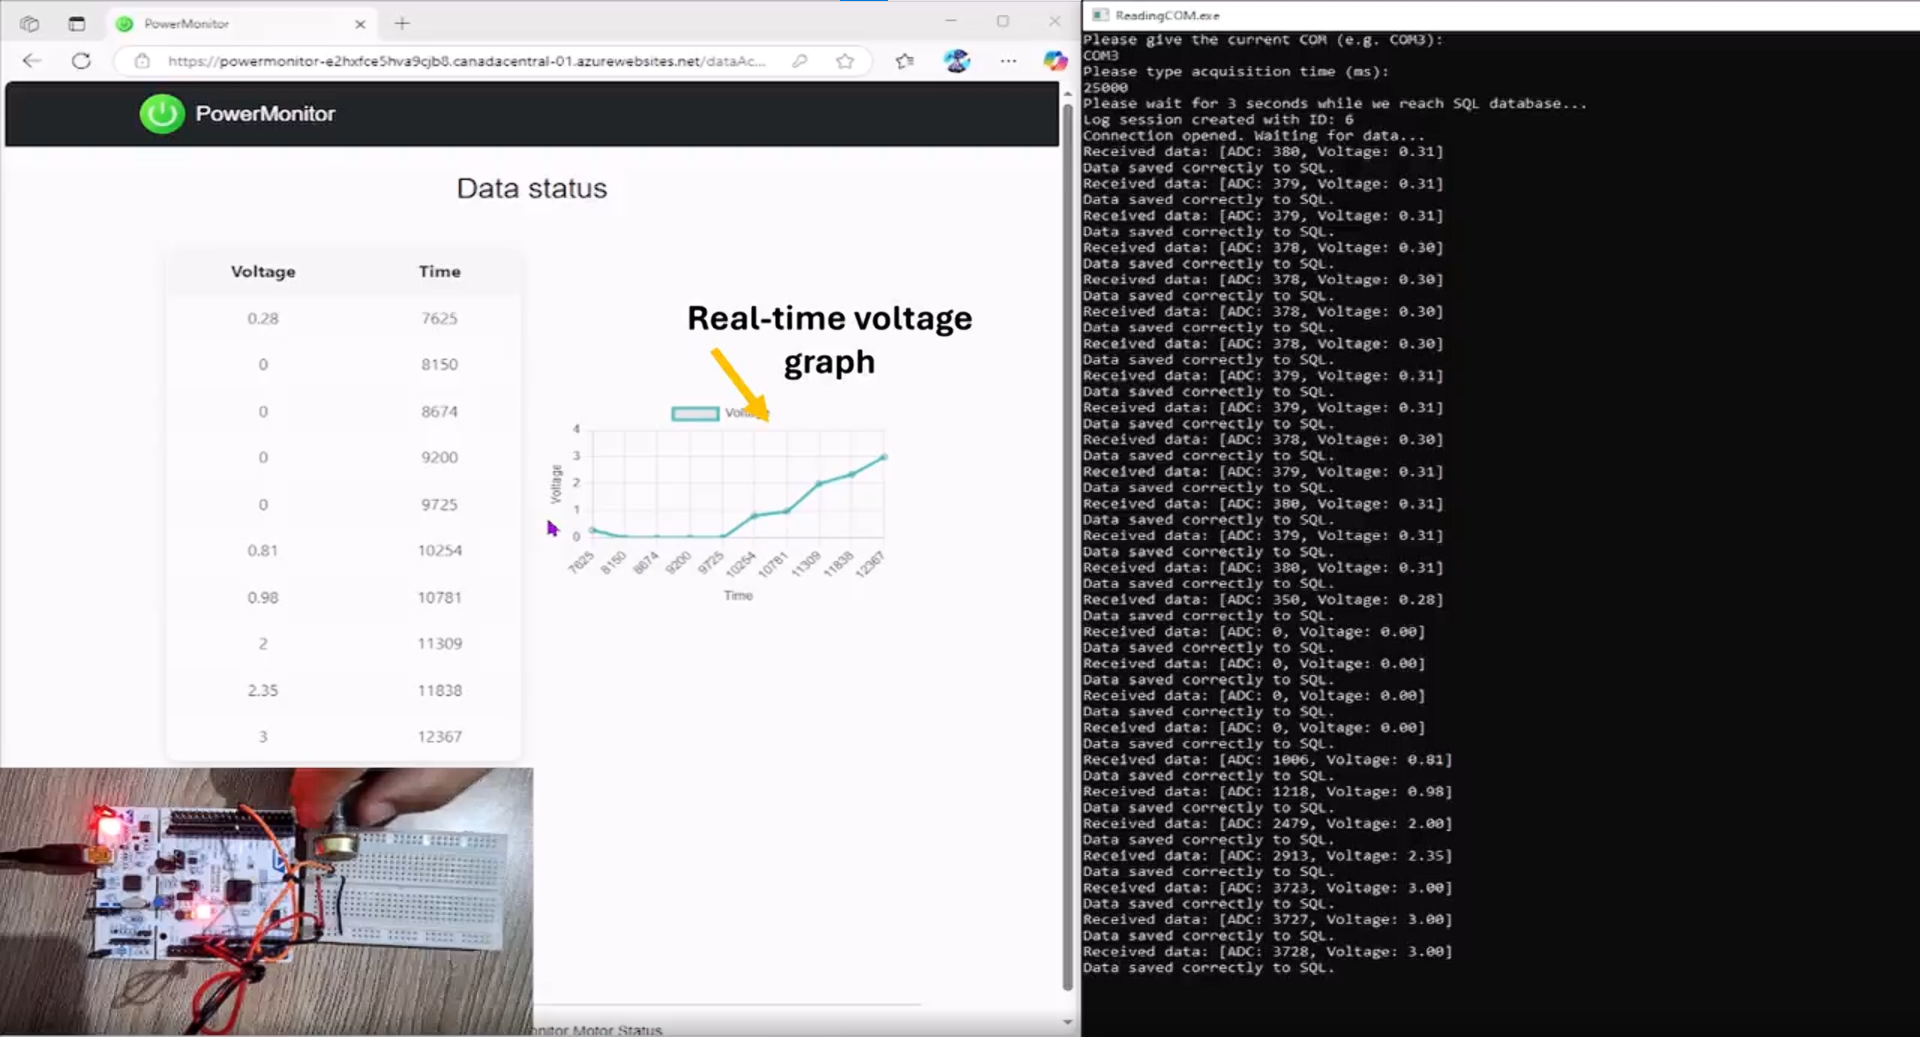 PowerMonitor
https://powermonitor-e2hxfce5hva9cjb8.canadacentral-01.azurewebsites.net/dataAc...
PowerMonitor
Data status
Voltage Time
0.28 7625
0 8150
0 8674
0 9200
0 9725
0.81 10254
0.98 10781
2 11309
2.35 11838
3 12367
Real-time voltage
graph
4
3
2
1
0
Voltage
7625 8150 8674 9200 9725 10254 10781 11309 11838 12367
Time
Motor Status
ReadingCOM.exe
Please give the current COM (e.g. COM3):
COM3
Please type acquisition time (ms):
25000
Please wait for 3 seconds while we reach SQL database...
Log session created with ID: 6
Connection opened. Waiting for data...
Received data: [ADC: 380, Voltage: 0.31]
Data saved correctly to SQL.
Received data: [ADC: 379, Voltage: 0.31]
Data saved correctly to SQL.
Received data: [ADC: 379, Voltage: 0.31]
Data saved correctly to SQL.
Received data: [ADC: 378, Voltage: 0.30]
Data saved correctly to SQL.
Received data: [ADC: 378, Voltage: 0.30]
Data saved correctly to SQL.
Received data: [ADC: 378, Voltage: 0.30]
Data saved correctly to SQL.
Received data: [ADC: 378, Voltage: 0.30]
Data saved correctly to SQL.
Received data: [ADC: 379, Voltage: 0.31]
Data saved correctly to SQL.
Received data: [ADC: 379, Voltage: 0.31]
Data saved correctly to SQL.
Received data: [ADC: 378, Voltage: 0.30]
Data saved correctly to SQL.
Received data: [ADC: 379, Voltage: 0.31]
Data saved correctly to SQL.
Received data: [ADC: 380, Voltage: 0.31]
Data saved correctly to SQL.
Received data: [ADC: 379, Voltage: 0.31]
Data saved correctly to SQL.
Received data: [ADC: 380, Voltage: 0.31]
Data saved correctly to SQL.
Received data: [ADC: 350, Voltage: 0.28]
Data saved correctly to SQL.
Received data: [ADC: 0, Voltage: 0.00]
Data saved correctly to SQL.
Received data: [ADC: 0, Voltage: 0.00]
Data saved correctly to SQL.
Received data: [ADC: 0, Voltage: 0.00]
Data saved correctly to SQL.
Received data: [ADC: 0, Voltage: 0.00]
Data saved correctly to SQL.
Received data: [ADC: 1006, Voltage: 0.81]
Data saved correctly to SQL.
Received data: [ADC: 1218, Voltage: 0.98]
Data saved correctly to SQL.
Received data: [ADC: 2479, Voltage: 2.00]
Data saved correctly to SQL.
Received data: [ADC: 2913, Voltage: 2.35]
Data saved correctly to SQL.
Received data: [ADC: 3723, Voltage: 3.00]
Data saved correctly to SQL.
Received data: [ADC: 3727, Voltage: 3.00]
Data saved correctly to SQL.
Received data: [ADC: 3728, Voltage: 3.00]
Data saved correctly to SQL.